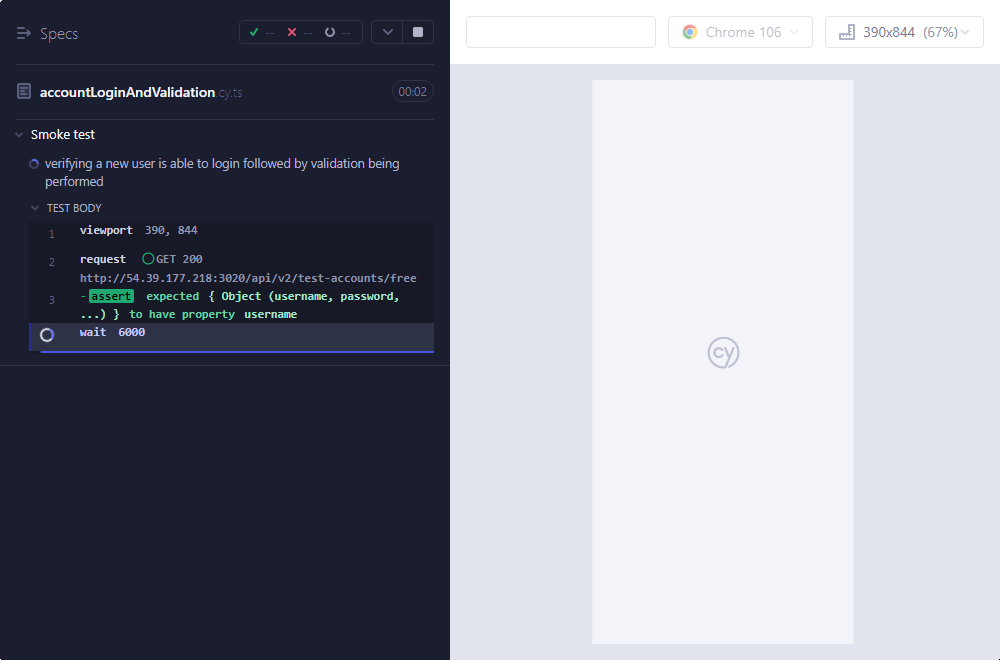 Specs
--
--
--
Chrome 106
390x844 (67%)
accountLoginAndValidation.cy.ts
00:02
Smoke test
verifying a new user is able to login followed by validation being
performed
TEST BODY
1 viewport 390, 844
2 request GET 200
http://54.39.177.218:3020/api/v2/test-accounts/free
3 -assert expected { Object (username, password,
...) } to have property username
wait 6000
cy